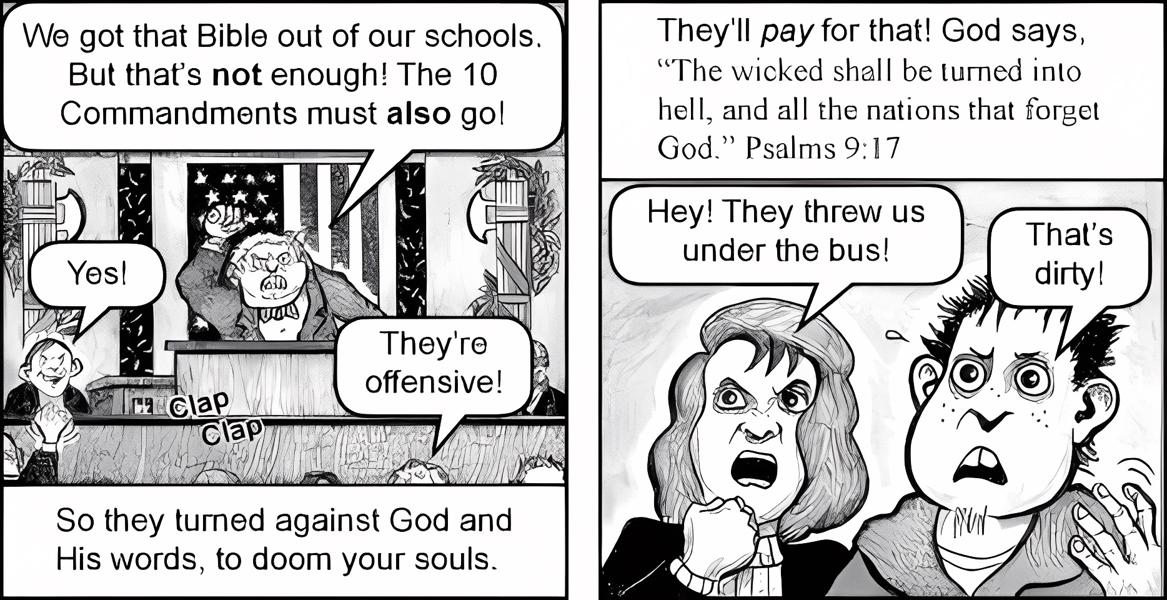 We got that Bible out of our schools.
But that's not enough! The 10
Commandments must also go!
Yes!
They're
offensive!
Clap
Clap
So they turned against God and
His words, to doom your souls.
They'll pay for that! God says,
“The wicked shall be turned into
hell, and all the nations that forget
God.” Psalms 9:17
Hey! They threw us
under the bus!
That's
dirty!